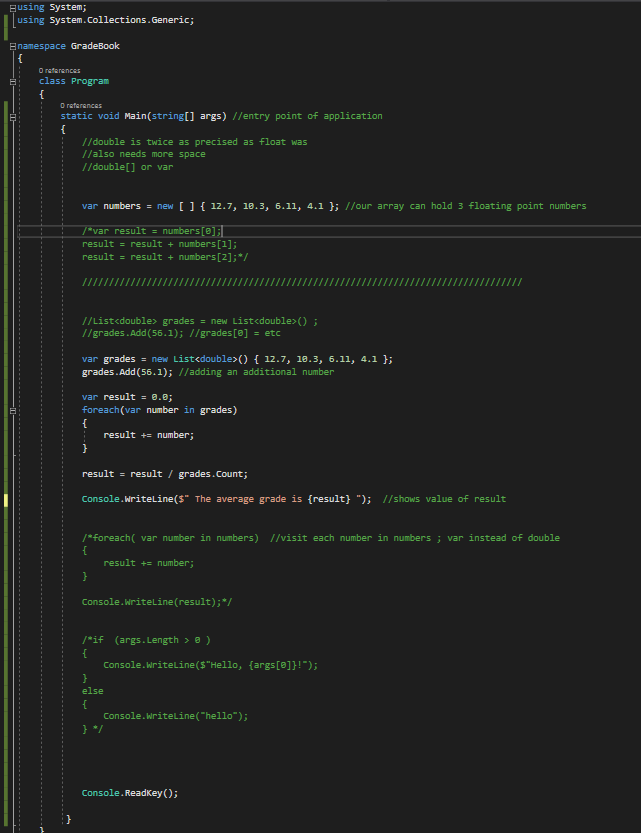 using System;
using System.Collections.Generic;
namespace GradeBook
{
0 references
class Program
{
0 references
static void Main(string[] args) //entry point of application
{
//double is twice as precised as float was
//also needs more space
//double[] or var
var numbers = new [ ] { 12.7, 10.3, 6.11, 4.1 }; //our array can hold 3 floating point numbers
/*var result = numbers[0];
result = result + numbers[1];
result = result + numbers[2];*/
//////////////////////////////////////////////////////////////////////////////////
//List<double> grades = new List<double>() ;
//grades.Add(56.1); //grades[0] = etc
var grades = new List<double>() { 12.7, 10.3, 6.11, 4.1 };
grades.Add(56.1); //adding an additional number
var result = 0.0;
foreach(var number in grades)
{
result += number;
}
result = result / grades.Count;
Console.WriteLine($" The average grade is {result} ");  //shows value of result
/*foreach( var number in numbers)  //visit each number in numbers ; var instead of double
{
result += number;
}
Console.WriteLine(result);*/
/*if  (args.Length > 0 )
{
Console.WriteLine($"Hello, {args[0]}!");
}
else
{
Console.WriteLine("hello");
} */
Console.ReadKey();
}
}